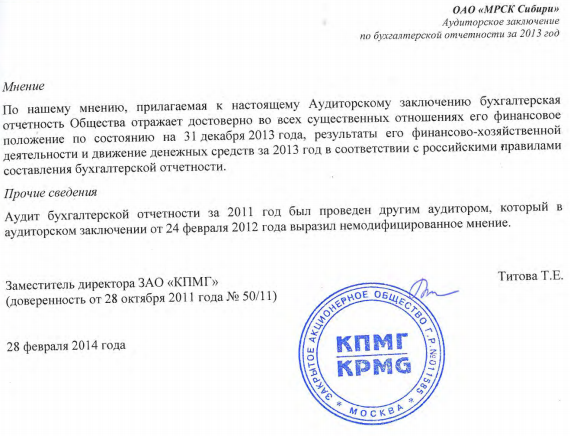 ОАО «МРСК Сибири»
Аудиторское заключение
по бухгалтерской отчетности за 2013 год
Мнение
По нашему мнению, прилагаемая к настоящему Аудиторскому заключению бухгалтерская
отчетность Общества отражает достоверно во всех существенных отношениях его финансовое
положение по состоянию на 31 декабря 2013 года, результаты его финансово-хозяйственной
деятельности и движение денежных средств за 2013 год в соответствии с российскими правилами
составления бухгалтерской отчетности.
Прочие сведения
Аудит бухгалтерской отчетности за 2011 год был проведен другим аудитором, который в
аудиторском заключении от 24 февраля 2012 года выразил немодифицированное мнение.
Заместитель директора ЗАО «КПМГ»
Титова Т.Е.
(доверенность от 28 октября 2011 года № 50/11)
28 февраля 2014 года
ЗАКРЫТОЕ АКЦИОНЕРНОЕ ОБЩЕСТВО Г.Р.№011585
КПМГ
KPMG
* МОСКВА *